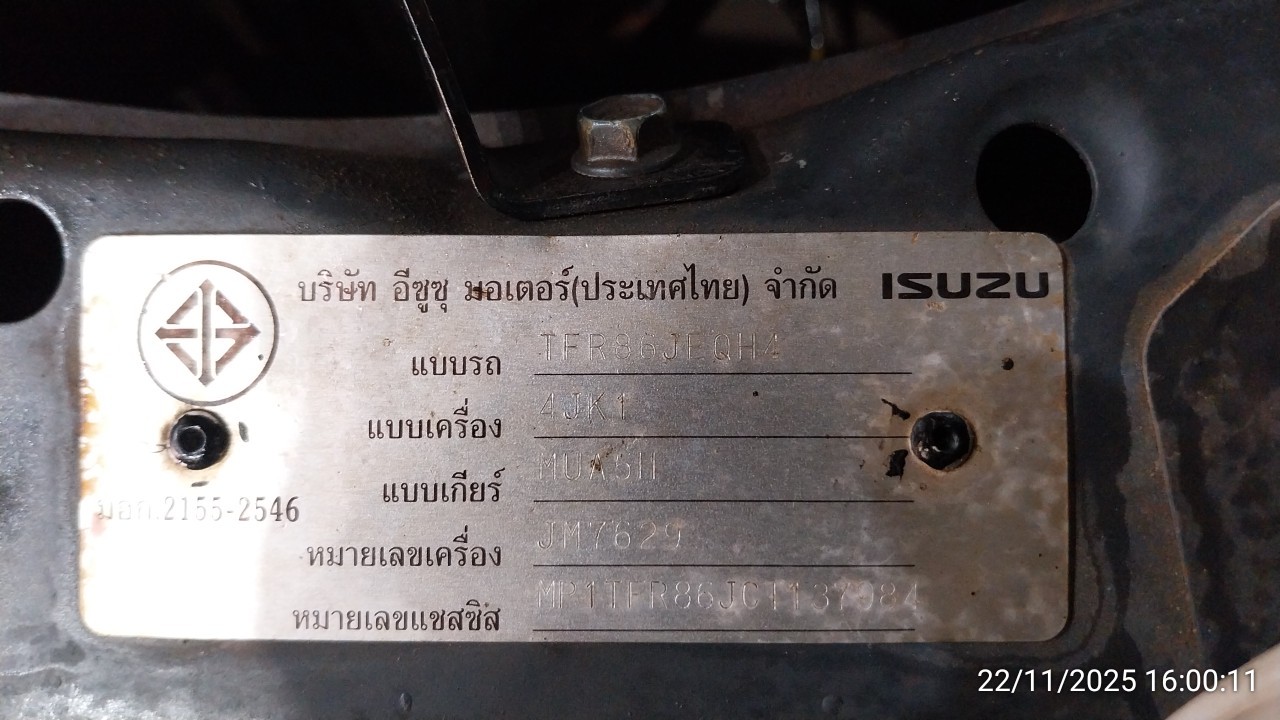 บริษัท อีซูซุ มอเตอร์(ประเทศไทย) จำกัด ISUZU
แบบรถ TFR86JEQH4
แบบเครื่อง 4JK1
แบบเกียร์
มอก.2155-2546
หมายเลขเครื่อง JM7629
หมายเลขแชสซิส
22/11/2025 16:00:11